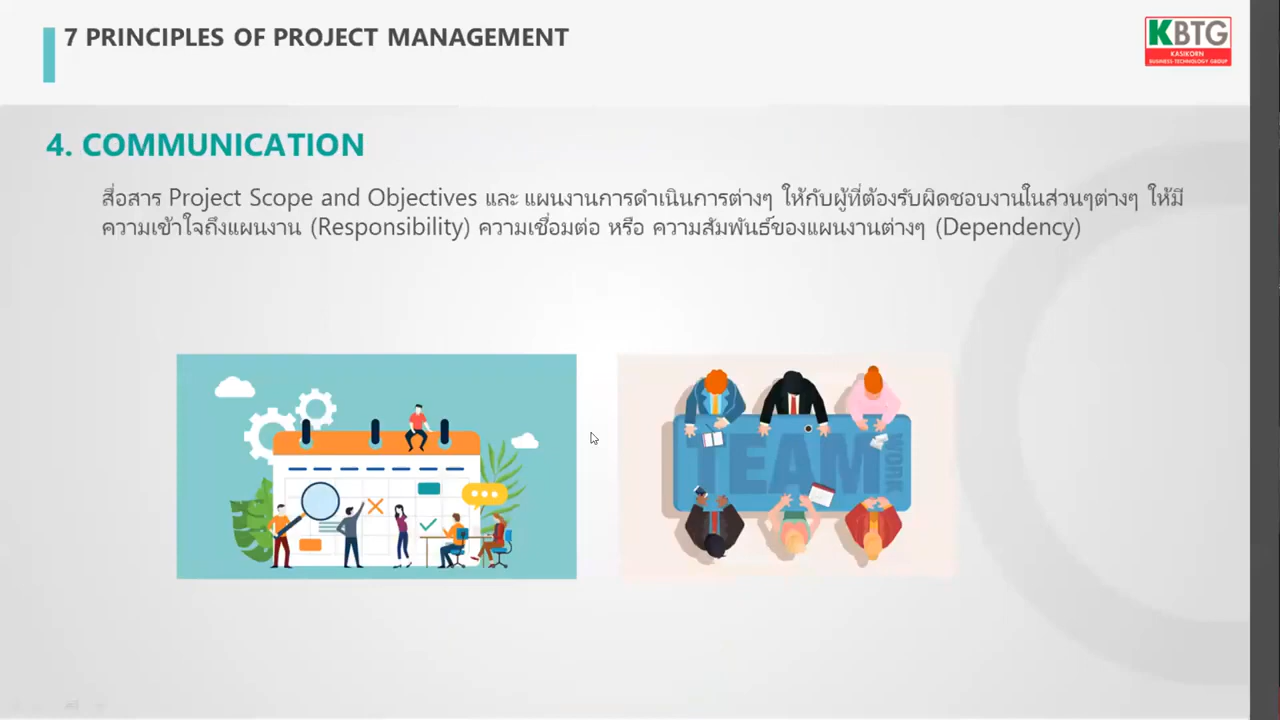 7 PRINCIPLES OF PROJECT MANAGEMENT
KBTG
KASIKORN
BUSINESS-TECHNOLOGY GROUP
4. COMMUNICATION
สื่อสาร Project Scope and Objectives และ แผนงานการดำเนินการต่างๆ ให้กับผู้ที่ต้องรับผิดชอบงานในส่วนๆต่างๆ ให้มี
ความเข้าใจถึงแผนงาน (Responsibility) ความเชื่อมต่อ หรือ ความสัมพันธ์ของแผนงานต่างๆ (Dependency)
TEAM
WORK